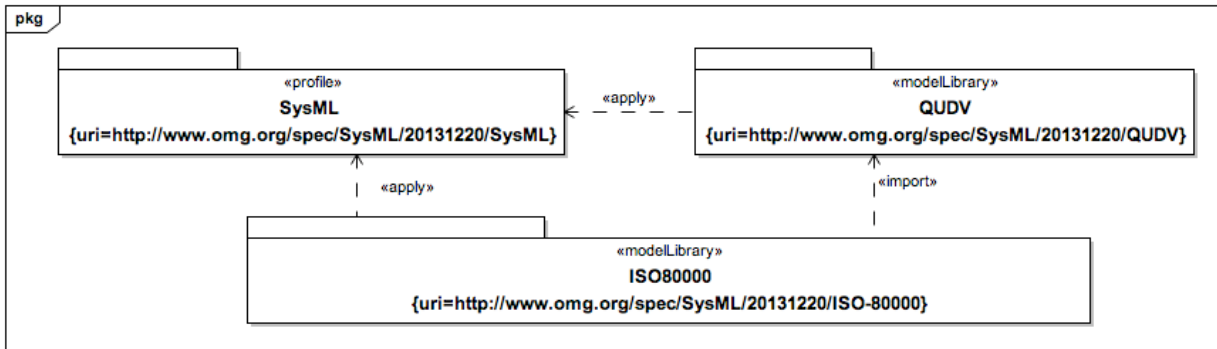 pkg
«profile»
SysML
{uri=http://www.omg.org/spec/SysML/20131220/SysML}
«apply»
«modelLibrary»
QUDV
{uri=http://www.omg.org/spec/SysML/20131220/QUDV}
«apply»
«import»
«modelLibrary»
ISO80000
{uri=http://www.omg.org/spec/SysML/20131220/ISO-80000}